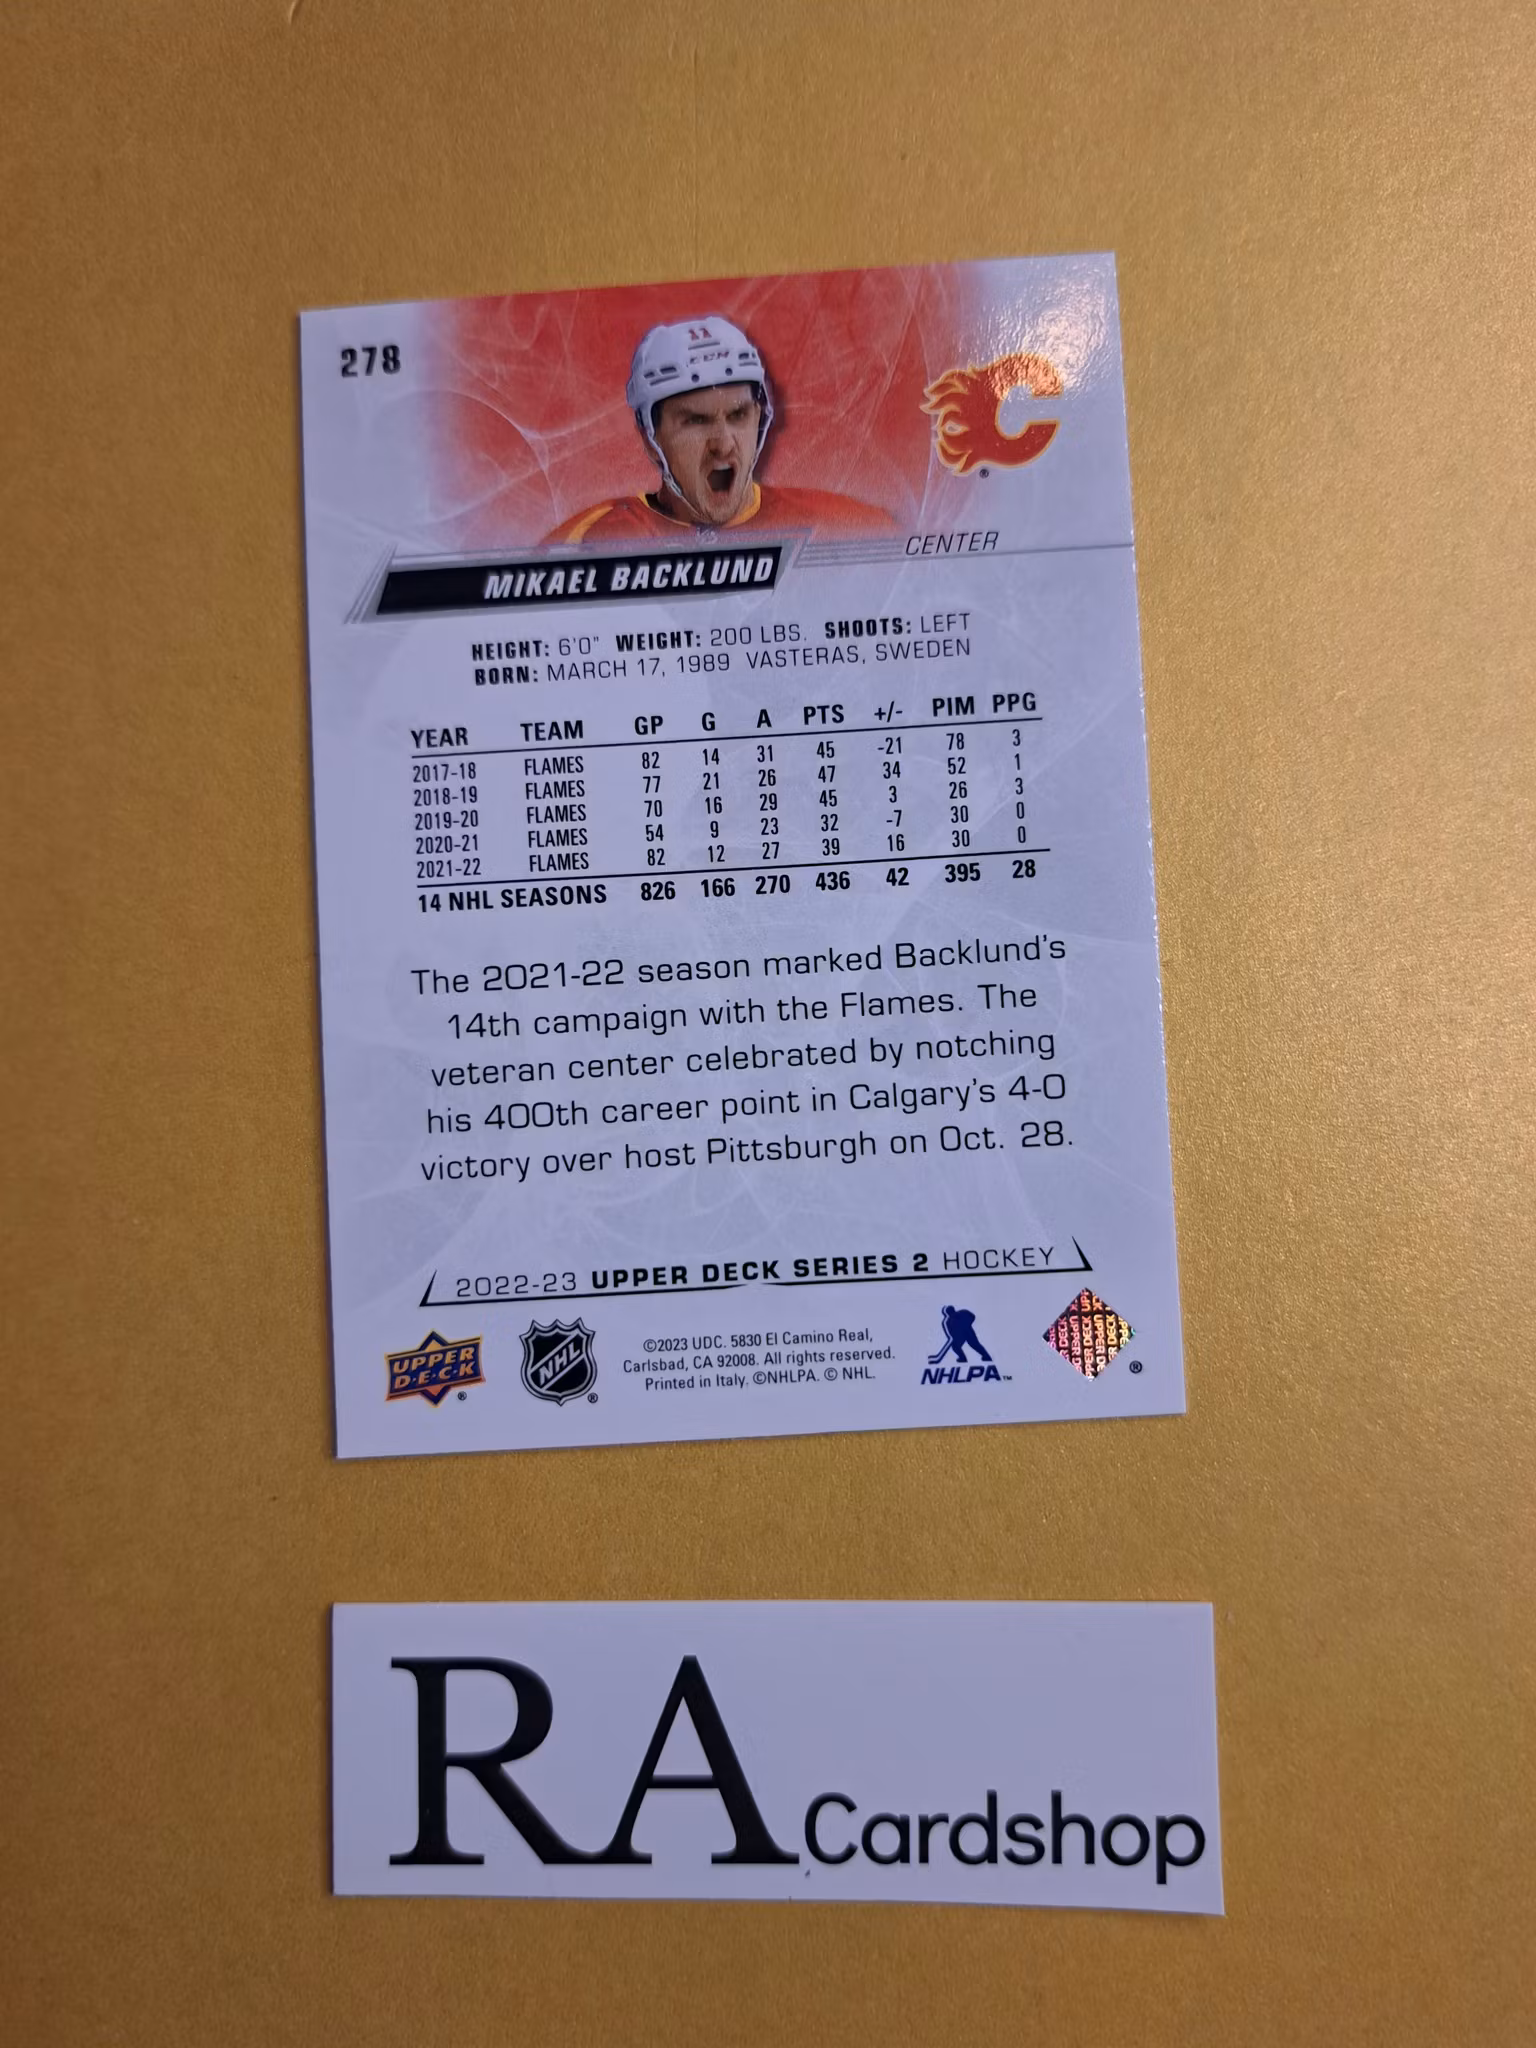 278
11
CCM
CENTER
MIKAEL BACKLUND
HEIGHT: 6'0" WEIGHT: 200 LBS. SHOOTS: LEFT
BORN: MARCH 17, 1989 VASTERAS, SWEDEN
YEAR TEAM GP G A PTS +/- PIM PPG
2017-18 FLAMES 82 14 31 45 -21 78 3
2018-19 FLAMES 77 21 26 47 34 52 1
2019-20 FLAMES 70 16 29 45 3 26 3
2020-21 FLAMES 54 9 23 32 -7 30 0
2021-22 FLAMES 82 12 27 39 16 30 0
14 NHL SEASONS 826 166 270 436 42 395 28
The 2021-22 season marked Backlund's
14th campaign with the Flames. The
veteran center celebrated by notching
his 400th career point in Calgary's 4-0
victory over host Pittsburgh on Oct. 28.
2022-23 UPPER DECK SERIES 2 HOCKEY
UPPER
D·E·C·K
®
NHL
®
©2023 UDC. 5830 El Camino Real,
Carlsbad, CA 92008. All rights reserved.
Printed in Italy. ©NHLPA. © NHL.
NHLPA™
UPPER DECK
®
RA Cardshop